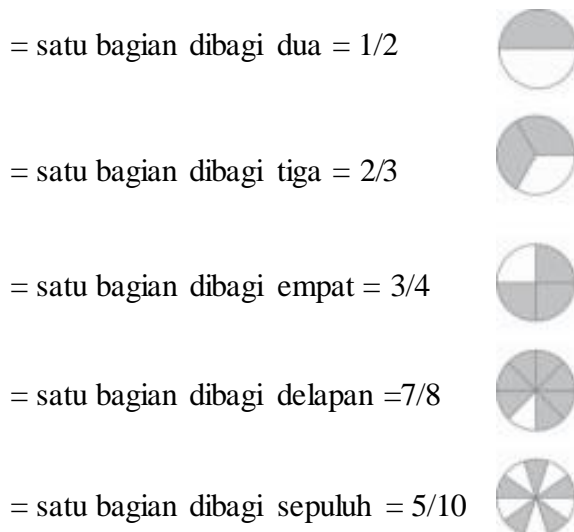 = satu bagian dibagi dua = 1/2
= satu bagian dibagi tiga = 2/3
= satu bagian dibagi empat = 3/4
= satu bagian dibagi delapan =7/8
= satu bagian dibagi sepuluh = 5/10